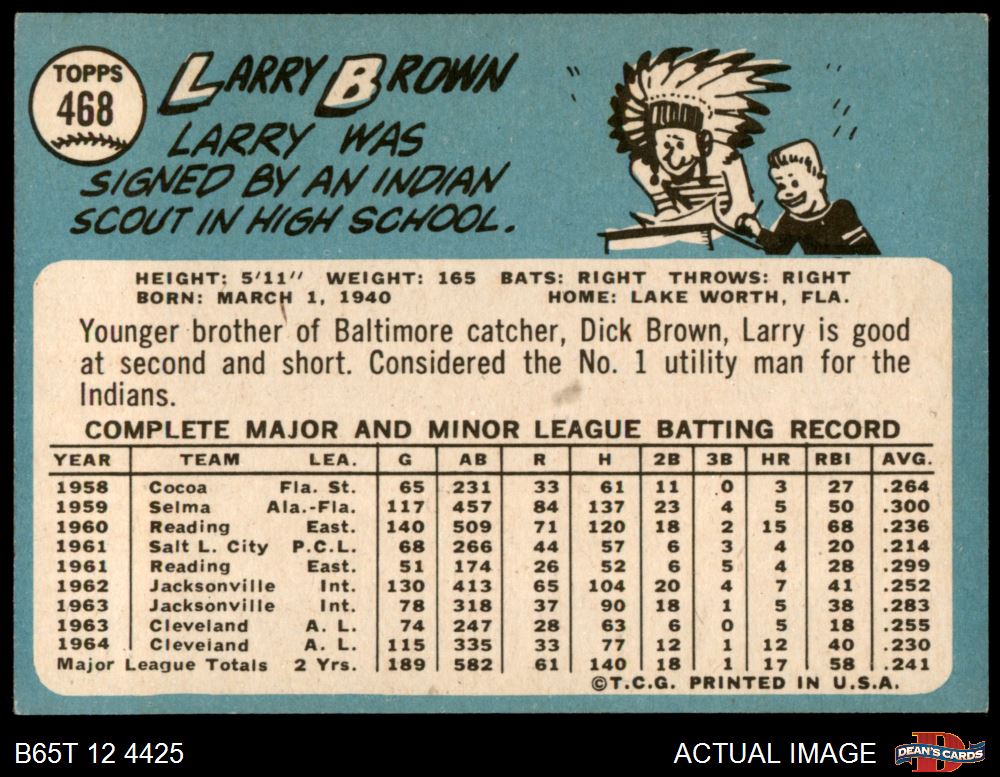 TOPPS
468
LARRY BROWN
LARRY WAS
SIGNED BY AN INDIAN
SCOUT IN HIGH SCHOOL.
HEIGHT: 5'11" WEIGHT: 165 BATS: RIGHT THROWS: RIGHT
BORN: MARCH 1, 1940 HOME: LAKE WORTH, FLA.
Younger brother of Baltimore catcher, Dick Brown, Larry is good
at second and short. Considered the No. 1 utility man for the
Indians.
COMPLETE MAJOR AND MINOR LEAGUE BATTING RECORD
YEAR TEAM LEA. G AB R H 2B 3B HR RBI AVG.
1958 Cocoa Fla. St. 65 231 33 61 11 0 3 27 .264
1959 Selma Ala.-Fla. 117 457 84 137 23 4 5 50 .300
1960 Reading East. 140 509 71 120 18 2 15 68 .236
1961 Salt L. City P.C.L. 68 266 44 57 6 3 4 20 .214
1961 Reading East. 51 174 26 52 6 5 4 28 .299
1962 Jacksonville Int. 130 413 65 104 20 4 7 41 .252
1963 Jacksonville Int. 78 318 37 90 18 1 5 38 .283
1963 Cleveland A. L. 74 247 28 63 6 0 5 18 .255
1964 Cleveland A. L. 115 335 33 77 12 1 12 40 .230
Major League Totals 2 Yrs. 189 582 61 140 18 1 17 58 .241
©T.C.G. PRINTED IN U.S.A.
B65T 12 4425 ACTUAL IMAGE DEAN'S CARDS